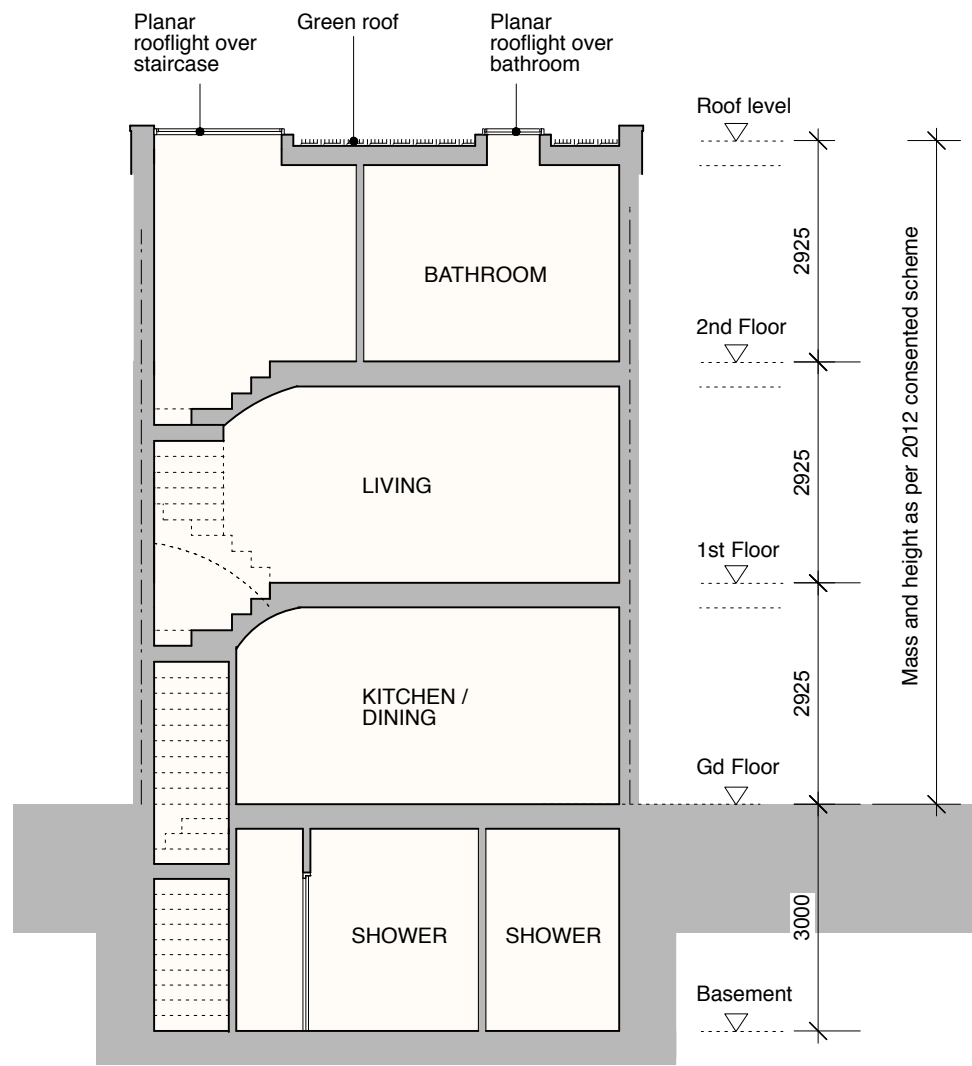 Planar
rooflight over
staircase
Green roof
Planar
rooflight over
bathroom
Roof level
2925
BATHROOM
2nd Floor
Mass and height as per 2012 consented scheme
2925
LIVING
1st Floor
2925
KITCHEN /
DINING
Gd Floor
3000
SHOWER
SHOWER
Basement